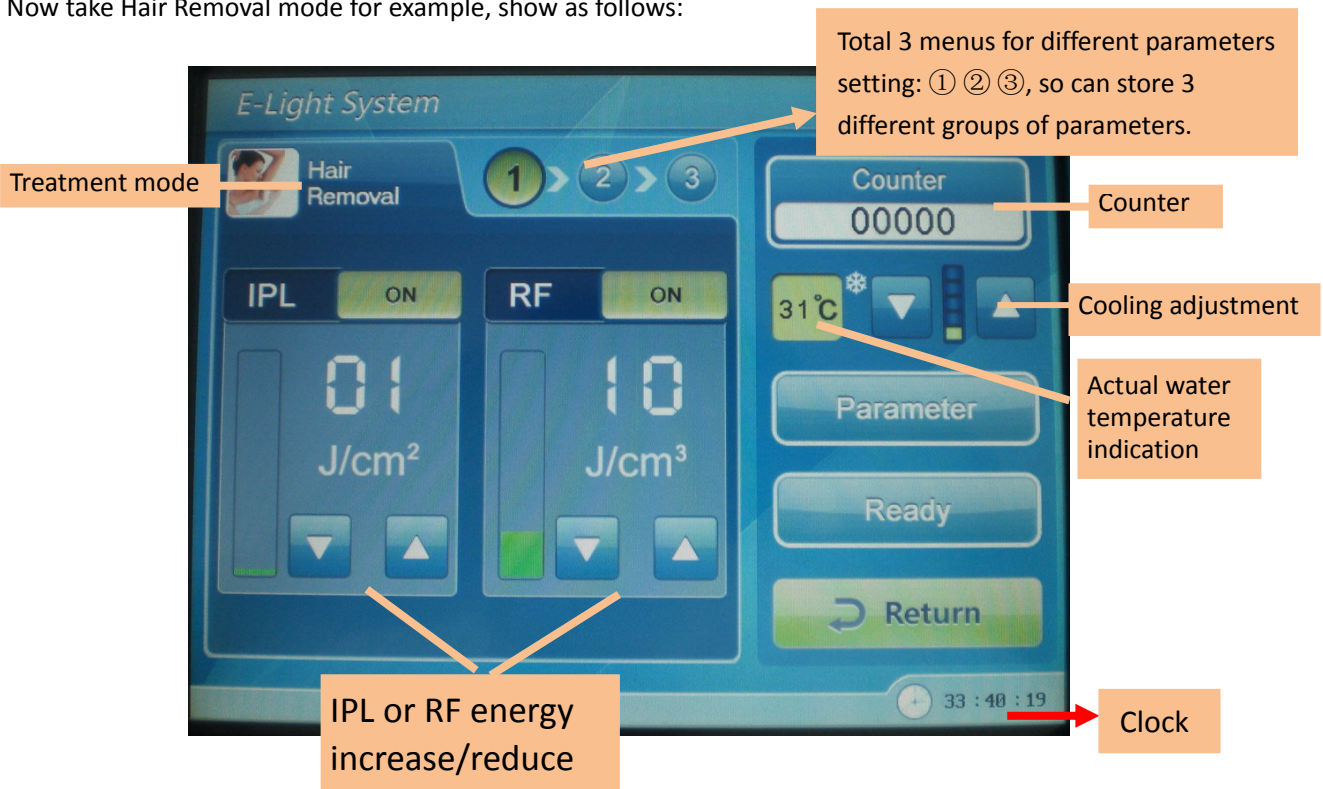 Now take Hair Removal mode for example, show as follows:
Total 3 menus for different parameters
setting: ① ② ③, so can store 3
different groups of parameters.
E-Light System
Treatment mode
Hair
Removal
1 2 3
Counter
00000
Counter
IPL ON
RF ON
31℃
Cooling adjustment
01
J/cm²
10
J/cm³
Actual water
temperature
indication
Parameter
Ready
Return
IPL or RF energy
increase/reduce
33 : 40 : 19
Clock